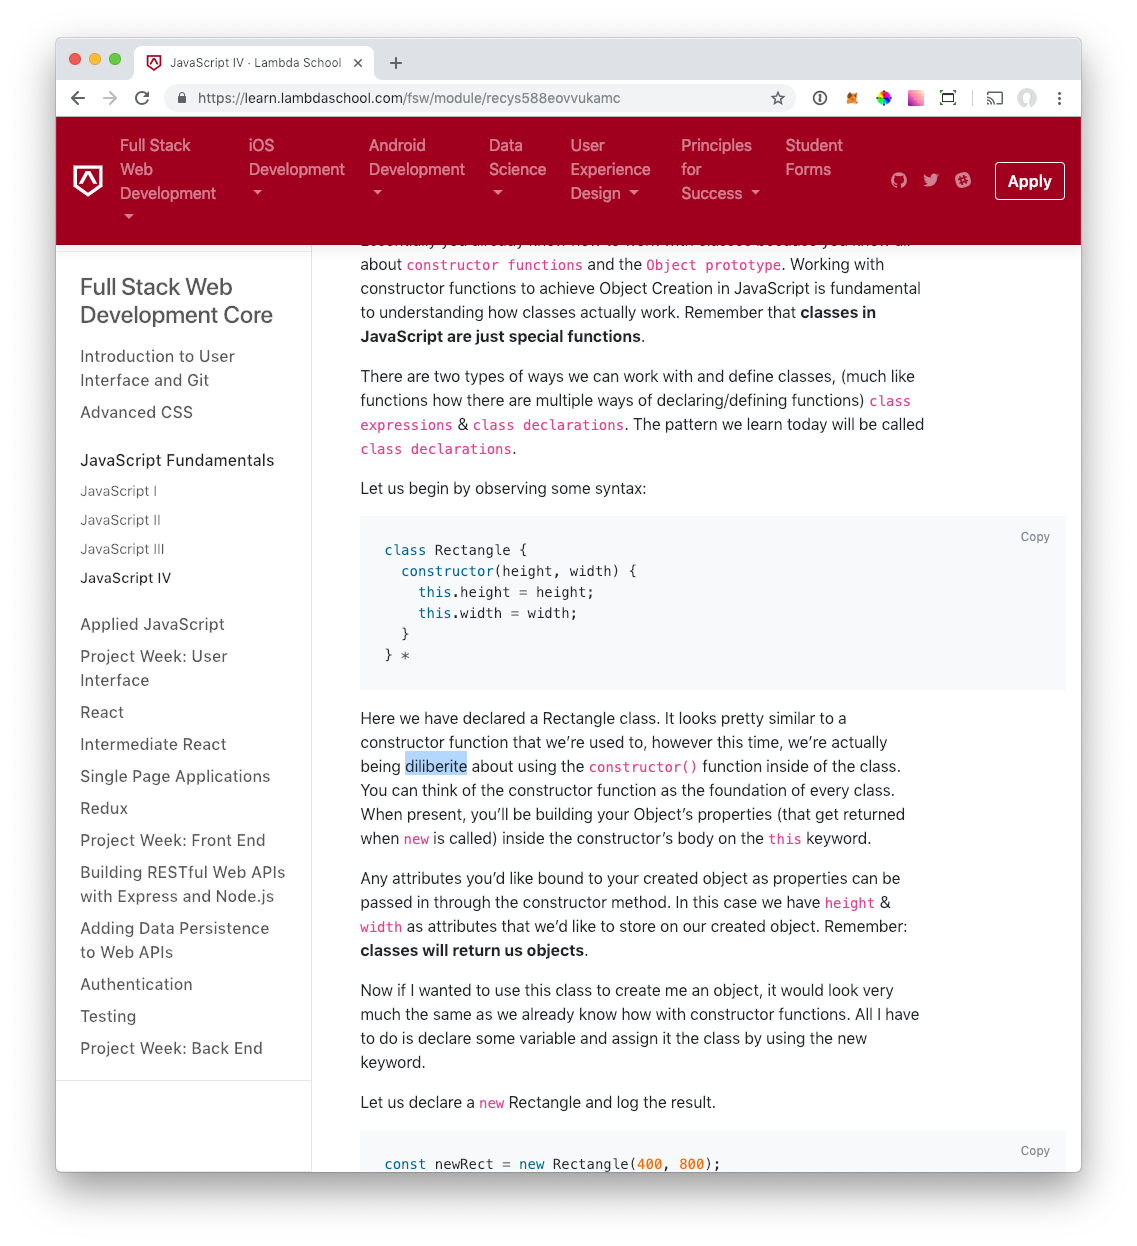 JavaScript IV · Lambda School
https://learn.lambdaschool.com/fsw/module/recys588eovvukamc
Full Stack
Web
Development
iOS
Development
Android
Development
Data
Science
User
Experience
Design
Principles
for
Success
Student
Forms
Apply
Full Stack Web
Development Core
Introduction to User
Interface and Git
Advanced CSS
JavaScript Fundamentals
JavaScript I
JavaScript II
JavaScript III
JavaScript IV
Applied JavaScript
Project Week: User
Interface
React
Intermediate React
Single Page Applications
Redux
Project Week: Front End
Building RESTful Web APIs
with Express and Node.js
Adding Data Persistence
to Web APIs
Authentication
Testing
Project Week: Back End
about constructor functions and the Object prototype. Working with
constructor functions to achieve Object Creation in JavaScript is fundamental
to understanding how classes actually work. Remember that classes in
JavaScript are just special functions.
There are two types of ways we can work with and define classes, (much like
functions how there are multiple ways of declaring/defining functions) class
expressions & class declarations. The pattern we learn today will be called
class declarations.
Let us begin by observing some syntax:
Copy
class Rectangle {
constructor(height, width) {
this.height = height;
this.width = width;
}
} *
Here we have declared a Rectangle class. It looks pretty similar to a
constructor function that we're used to, however this time, we're actually
being diliberite about using the constructor() function inside of the class.
You can think of the constructor function as the foundation of every class.
When present, you'll be building your Object's properties (that get returned
when new is called) inside the constructor's body on the this keyword.
Any attributes you'd like bound to your created object as properties can be
passed in through the constructor method. In this case we have height &
width as attributes that we'd like to store on our created object. Remember:
classes will return us objects.
Now if I wanted to use this class to create me an object, it would look very
much the same as we already know how with constructor functions. All I have
to do is declare some variable and assign it the class by using the new
keyword.
Let us declare a new Rectangle and log the result.
Copy
const newRect = new Rectangle(400, 800);